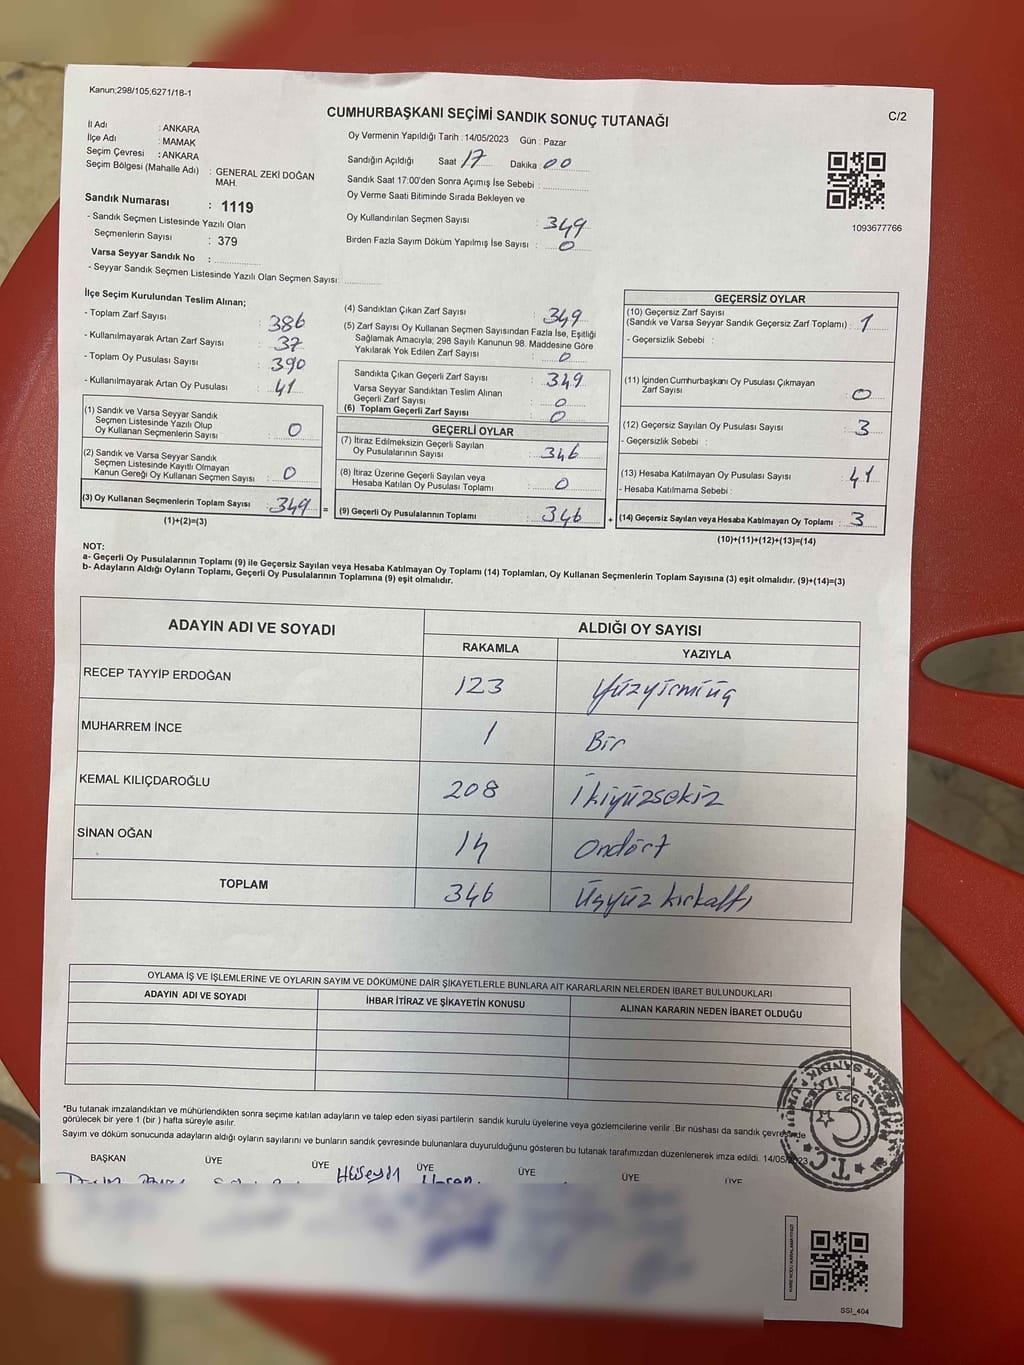 Kanun;298/105,6271/18-1
C/2
CUMHURBAŞKANI SEÇİMİ SANDIK SONUÇ TUTANAĞI
İl Adı : ANKARA
İlçe Adı : MAMAK
Seçim Çevresi : ANKARA
Seçim Bölgesi (Mahalle Adı) : GENERAL ZEKİ DOĞAN
MAH.
Sandık Numarası : 1119
- Sandık Seçmen Listesinde Yazılı Olan
Seçmenlerin Sayısı : 379
Varsa Seyyar Sandık No :
- Seyyar Sandık Seçmen Listesinde Yazılı Olan Seçmen Sayısı:
Oy Vermenin Yapıldığı Tarih : 14/05/2023 Gün : Pazar
Sandığın Açıldığı Saat 17 Dakika 00
Sandık Saat 17:00'den Sonra Açımış İse Sebebi :
Oy Verme Saati Bitiminde Sırada Bekleyen ve
Oy Kullandırılan Seçmen Sayısı : 349
Birden Fazla Sayım Döküm Yapılmış İse Sayısı : 0
1093677766
İlçe Seçim Kurulundan Teslim Alınan;
- Toplam Zarf Sayısı : 386
- Kullanılmayarak Artan Zarf Sayısı : 37
- Toplam Oy Pusulası Sayısı : 390
- Kullanılmayarak Artan Oy Pusulası : 41
(1) Sandık ve Varsa Seyyar Sandık
Seçmen Listesinde Yazılı Olup
Oy Kullanan Seçmenlerin Sayısı : 0
(2) Sandık ve Varsa Seyyar Sandık
Seçmen Listesinde Kayıtlı Olmayan
Kanun Gereği Oy Kullanan Seçmen Sayısı : 0
(3) Oy Kullanan Seçmenlerin Toplam Sayısı : 349 =
(1)+(2)=(3)
(4) Sandıktan Çıkan Zarf Sayısı : 349
(5) Zarf Sayısı Oy Kullanan Seçmen Sayısından Fazla İse, Eşitliği
Sağlamak Amacıyla; 298 Sayılı Kanunun 98. Maddesine Göre
Yakılarak Yok Edilen Zarf Sayısı : 0
Sandıkta Çıkan Geçerli Zarf Sayısı : 349
Varsa Seyyar Sandıktan Teslim Alınan
Geçerli Zarf Sayısı : 0
(6) Toplam Geçerli Zarf Sayısı : 0
GEÇERLİ OYLAR
(7) İtiraz Edilmeksizin Geçerli Sayılan
Oy Pusulalarının Sayısı : 346
(8) İtiraz Üzerine Geçerli Sayılan veya
Hesaba Katılan Oy Pusulası Toplamı : 0
(9) Geçerli Oy Pusulalarının Toplamı : 346 +
GEÇERSİZ OYLAR
(10) Geçersiz Zarf Sayısı
(Sandık ve Varsa Seyyar Sandık Geçersiz Zarf Toplamı) : 1
- Geçersizlik Sebebi :
(11) İçinden Cumhurbaşkanı Oy Pusulası Çıkmayan
Zarf Sayısı : 0
(12) Geçersiz Sayılan Oy Pusulası Sayısı : 3
- Geçersizlik Sebebi :
(13) Hesaba Katılmayan Oy Pusulası Sayısı : 41
- Hesaba Katılmama Sebebi :
(14) Geçersiz Sayılan veya Hesaba Katılmayan Oy Toplamı : 3
(10)+(11)+(12)+(13)=(14)
NOT:
a- Geçerli Oy Pusulalarının Toplamı (9) ile Geçersiz Sayılan veya Hesaba Katılmayan Oy Toplamı (14) Toplamları, Oy Kullanan Seçmenlerin Toplam Sayısına (3) eşit olmalıdır. (9)+(14)=(3)
b- Adayların Aldığı Oyların Toplamı, Geçerli Oy Pusulalarının Toplamına (9) eşit olmalıdır.
ADAYIN ADI VE SOYADI ALDIĞI OY SAYISI
RAKAMLA YAZIYLA
RECEP TAYYİP ERDOĞAN 123 Yüzyirmiüç
MUHARREM İNCE 1 Bir
KEMAL KILIÇDAROĞLU 208 İkiyüzsekiz
SİNAN OĞAN 14 Ondört
TOPLAM 346 Üçyüz kırkaltı
OYLAMA İŞ VE İŞLEMLERİNE VE OYLARIN SAYIM VE DÖKÜMÜNE DAİR ŞİKAYETLERLE BUNLARA AİT KARARLARIN NELERDEN İBARET BULUNDUKLARI
ADAYIN ADI VE SOYADI İHBAR İTİRAZ VE ŞİKAYETİN KONUSU ALINAN KARARIN NEDEN İBARET OLDUĞU
*Bu tutanak imzalandıktan ve mühürlendikten sonra seçime katılan adayların ve talep eden siyasi partilerin sandık kurulu üyelerine veya gözlemcilerine verilir .Bir nüshası da sandık çevresinde
görülecek bir yere 1 (bir ) hafta süreyle asılır.
Sayım ve döküm sonucunda adayların aldığı oyların sayılarını ve bunların sandık çevresinde bulunanlara duyurulduğunu gösteren bu tutanak tarafımızdan düzenlenerek imza edildi. 14/05/2023
BAŞKAN ÜYE ÜYE ÜYE ÜYE ÜYE ÜYE
Hüseyin
T.C.
1923
SSI_404